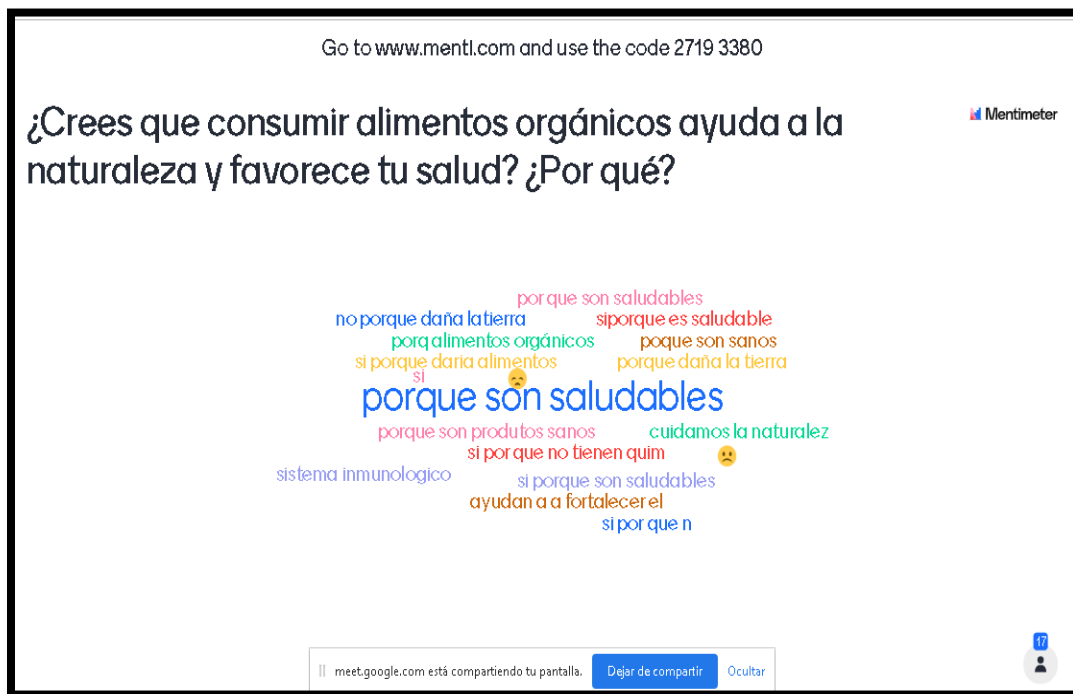 Go to www.menti.com and use the code 2719 3380
¿Crees que consumir alimentos orgánicos ayuda a la
naturaleza y favorece tu salud? ¿Por qué?
Mentimeter
por que son saludables
no porque daña latierra
siporque es saludable
porq alimentos orgánicos
poque son sanos
si porque daria alimentos
porque daña la tierra
si
porque son saludables
porque son produtos sanos
cuidamos la naturalez
si por que no tienen quim
sistema inmunologico
si porque son saludables
ayudan a a fortalecer el
si por que n
17
meet.google.com está compartiendo tu pantalla.
Dejar de compartir
Ocultar